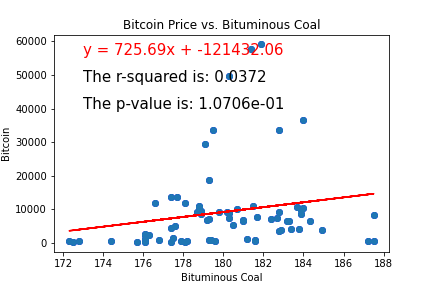 Bitcoin Price vs. Bituminous Coal
y = 725.69x + -121432.06
The r-squared is: 0.0372
The p-value is: 1.0706e-01
60000
50000
40000
30000
20000
10000
0
Bitcoin
172 174 176 178 180 182 184 186 188
Bituminous Coal